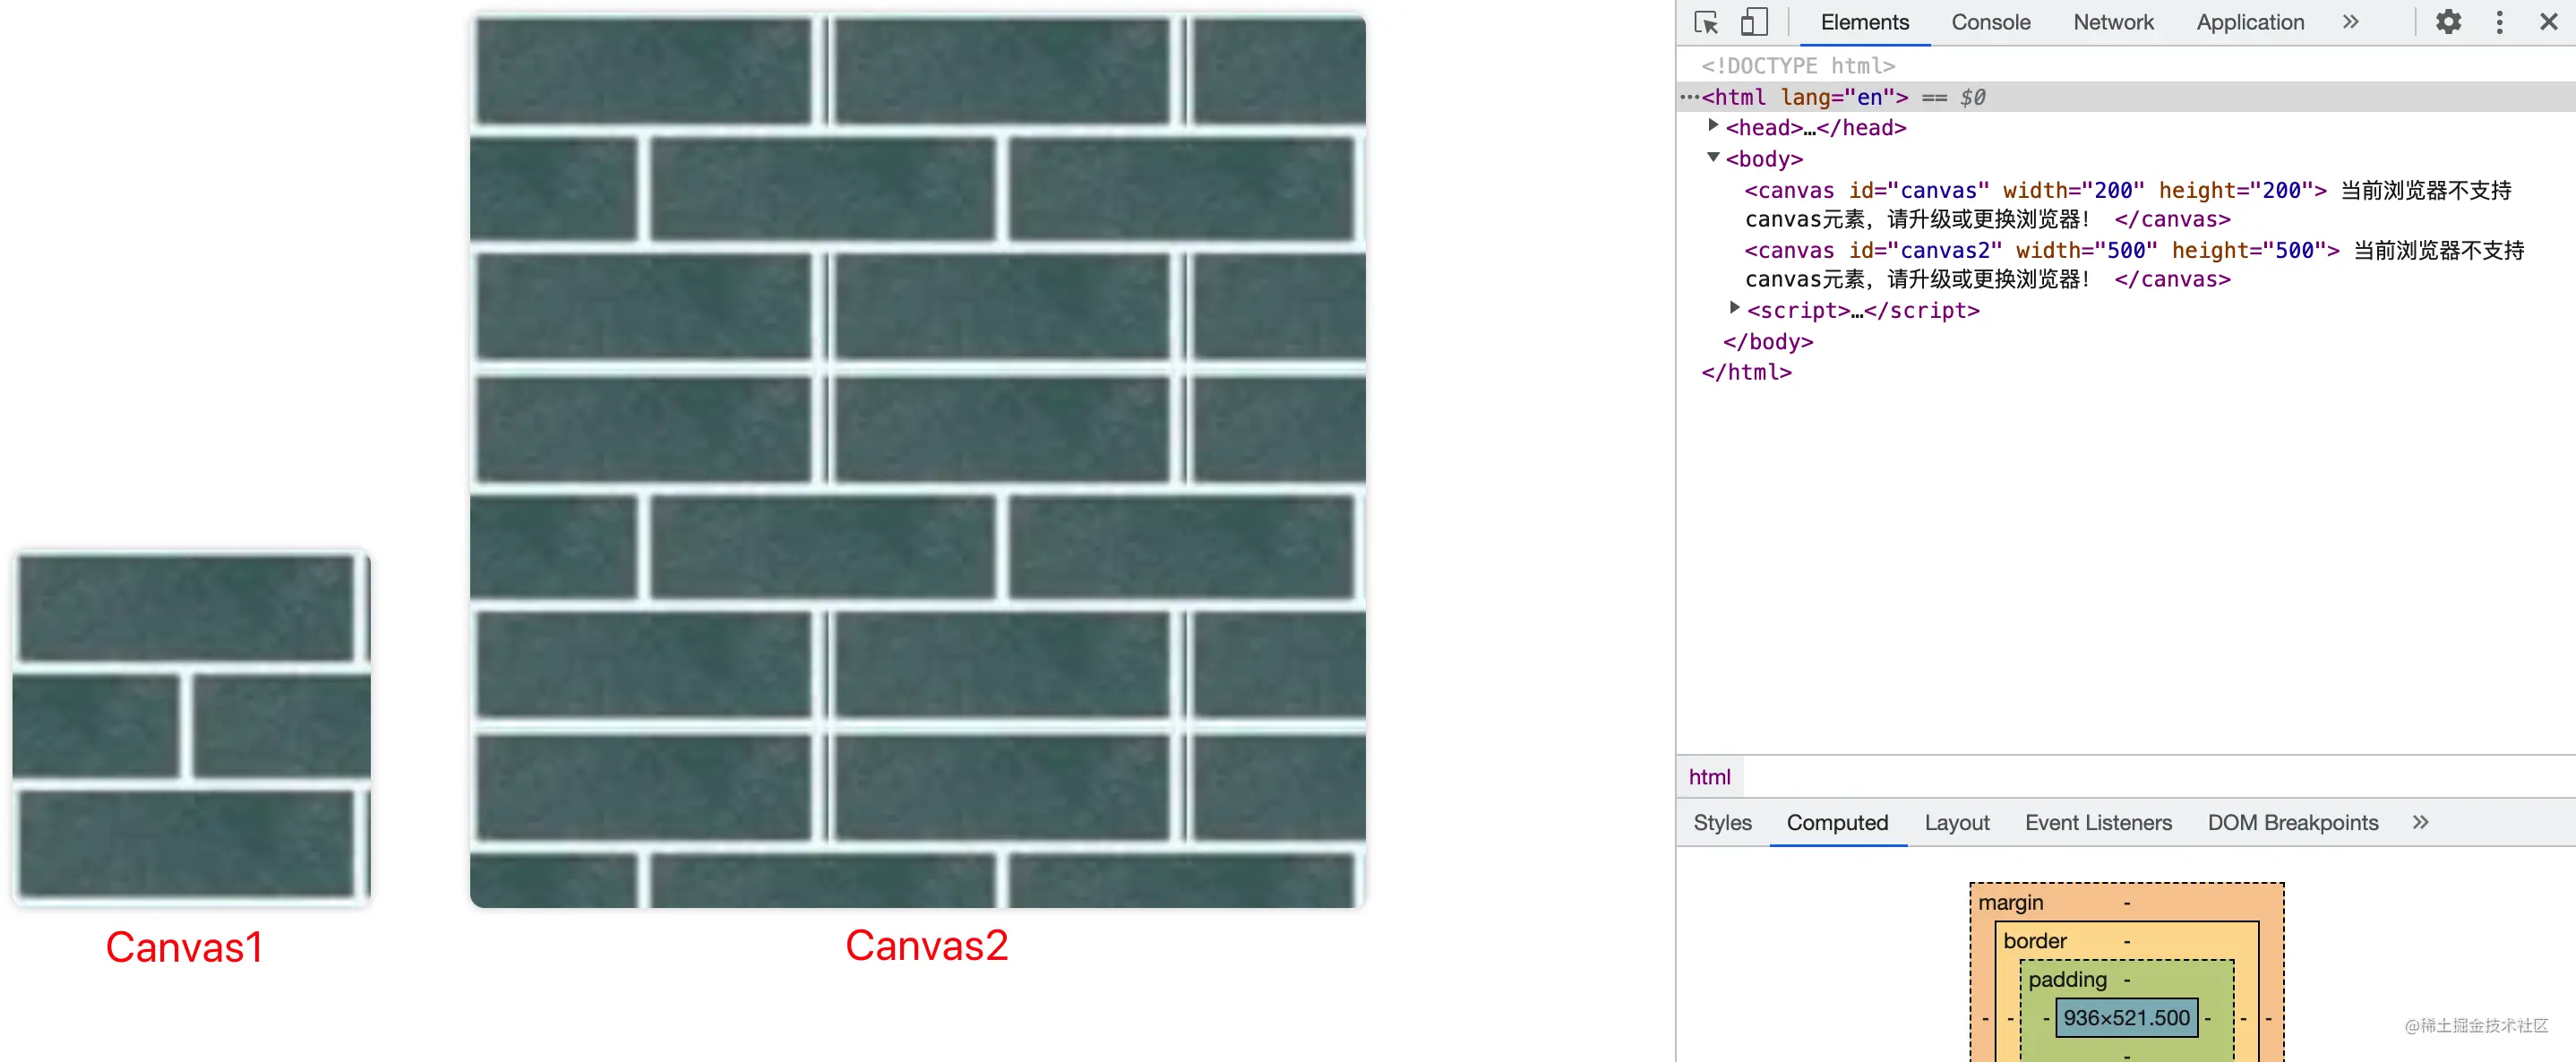 Canvas1
Canvas2
Elements Console Network Application »
<!DOCTYPE html>
···<html lang="en"> == $0
<head>…</head>
<body>
<canvas id="canvas" width="200" height="200"> 当前浏览器不支持
canvas元素，请升级或更换浏览器！ </canvas>
<canvas id="canvas2" width="500" height="500"> 当前浏览器不支持
canvas元素，请升级或更换浏览器！ </canvas>
<script>…</script>
</body>
</html>
html
Styles Computed Layout Event Listeners DOM Breakpoints »
margin -
border -
padding -
- - - 936×521.500 - - -
-
@稀土掘金技术社区